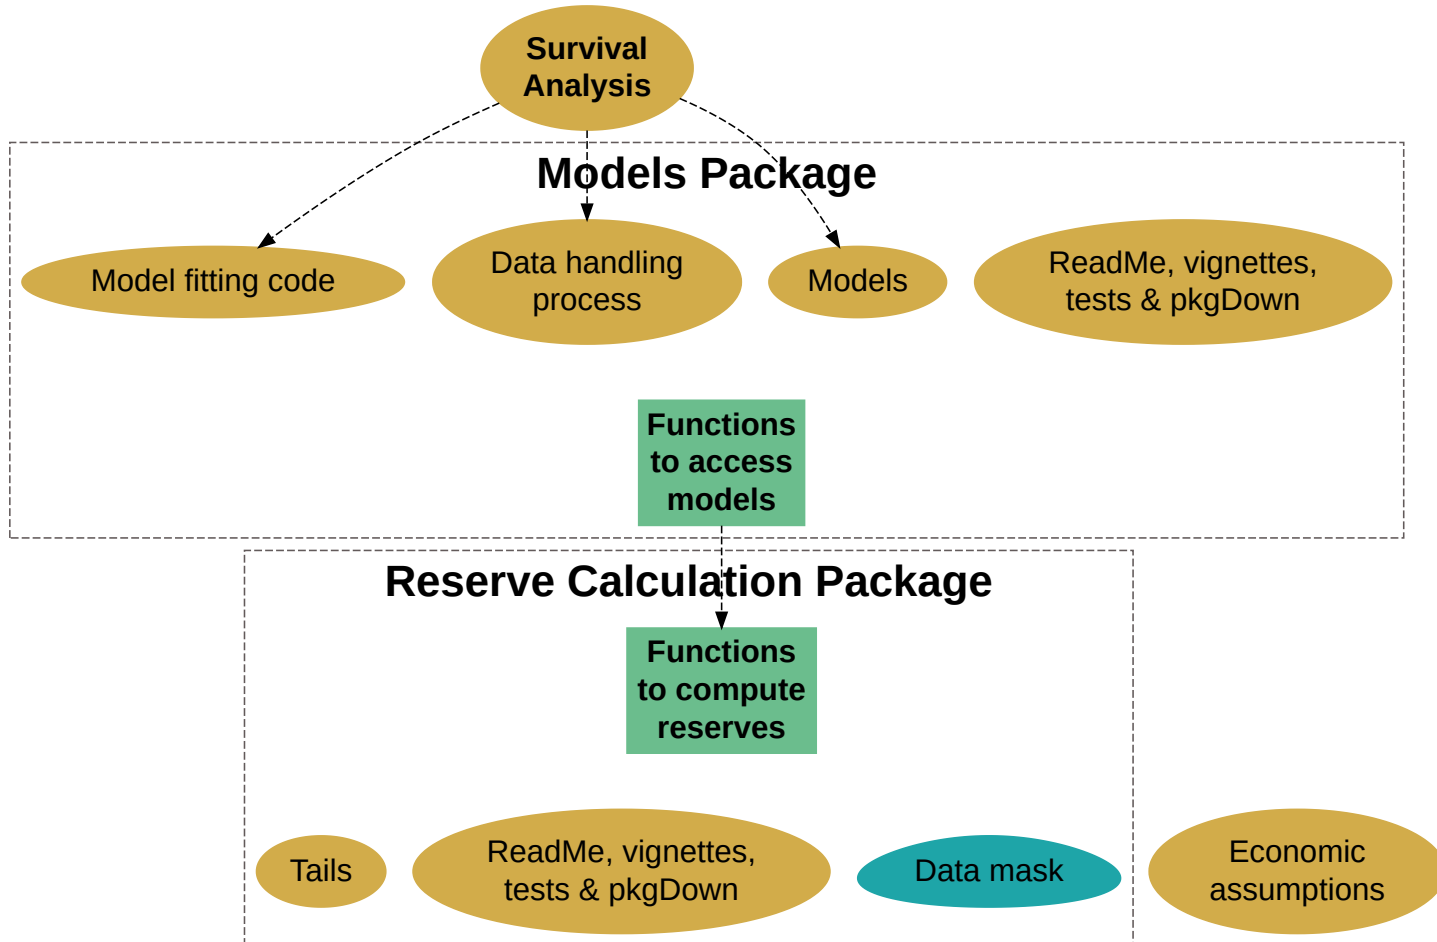 Survival
Analysis
Models Package
Model fitting code
Data handling
process
Models
ReadMe, vignettes,
tests & pkgDown
Functions
to access
models
Reserve Calculation Package
Functions
to compute
reserves
Tails
ReadMe, vignettes,
tests & pkgDown
Data mask
Economic
assumptions